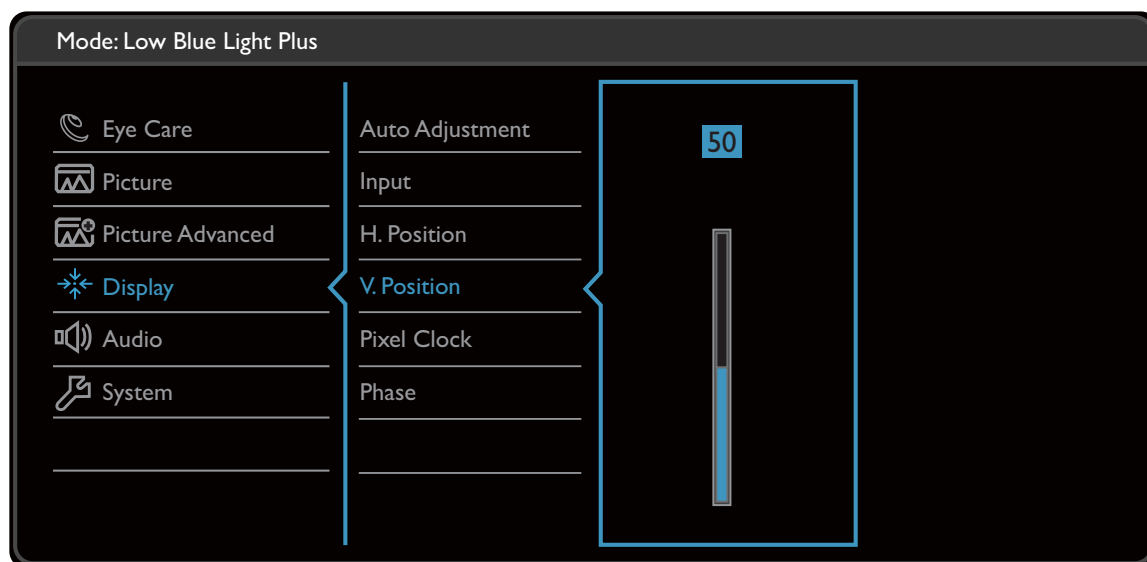 Mode: Low Blue Light Plus
Eye Care
Picture
Picture Advanced
Display
Audio
System
Auto Adjustment
Input
H. Position
V. Position
Pixel Clock
Phase
50